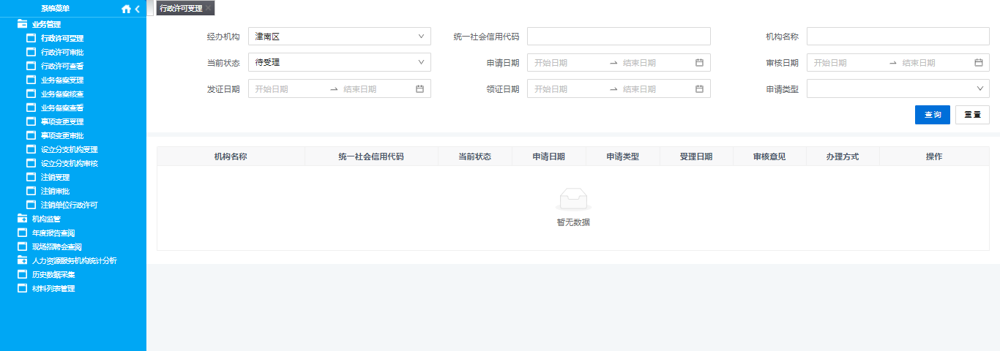 系统菜单
行政许可受理
业务管理
行政许可受理
行政许可审批
行政许可查看
业务备案受理
业务备案核查
业务备案查看
事项变更受理
事项变更审批
设立分支机构受理
设立分支机构审核
注销受理
注销审批
注销单位行政许可
机构监管
年度报告查阅
现场招聘会查阅
人力资源服务机构统计分析
历史数据采集
材料列表管理
经办机构 津南区 统一社会信用代码 机构名称
当前状态 待受理 申请日期 开始日期 结束日期 审核日期 开始日期 结束日期
发证日期 开始日期 结束日期 领证日期 开始日期 结束日期 申请类型
查询 重置
机构名称 统一社会信用代码 当前状态 申请日期 申请类型 受理日期 审核意见 办理方式 操作
暂无数据